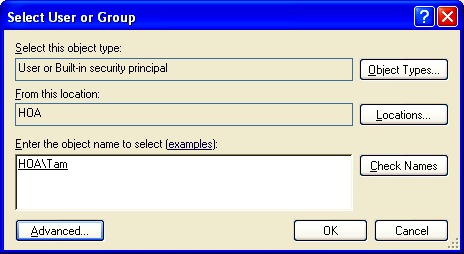 Select User or Group
Select this object type:
User or Built-in security principal
Object Types...
From this location:
HOA
Locations...
Enter the object name to select (examples):
HOA\Tam
Check Names
Advanced...
OK
Cancel